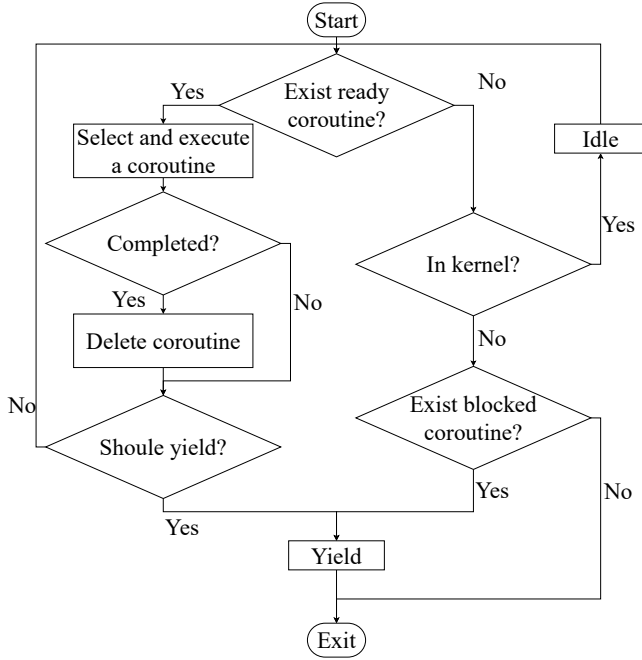 Start
Exist ready
coroutine?
Yes
No
Select and execute
a coroutine
Idle
Completed?
In kernel?
Yes
Yes
No
Delete coroutine
No
No
Shoule yield?
Exist blocked
coroutine?
Yes
Yes
No
Yield
Exit